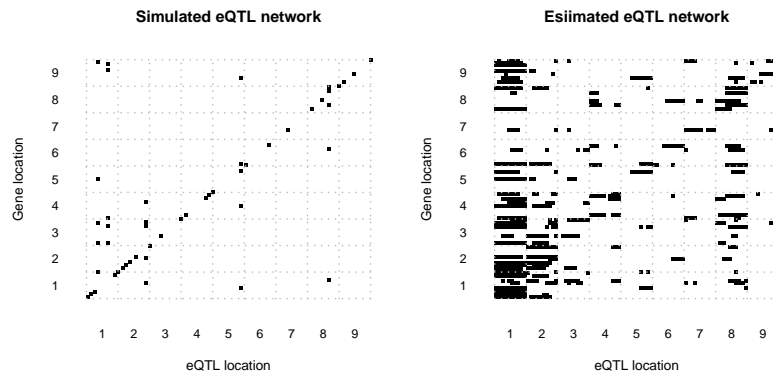 Simulated eQTL network
9
8
7
6
5
4
3
2
1
Gene location
1 2 3 4 5 6 7 8 9
eQTL location
Esiimated eQTL network
9
8
7
6
5
4
3
2
1
Gene location
1 2 3 4 5 6 7 8 9
eQTL location